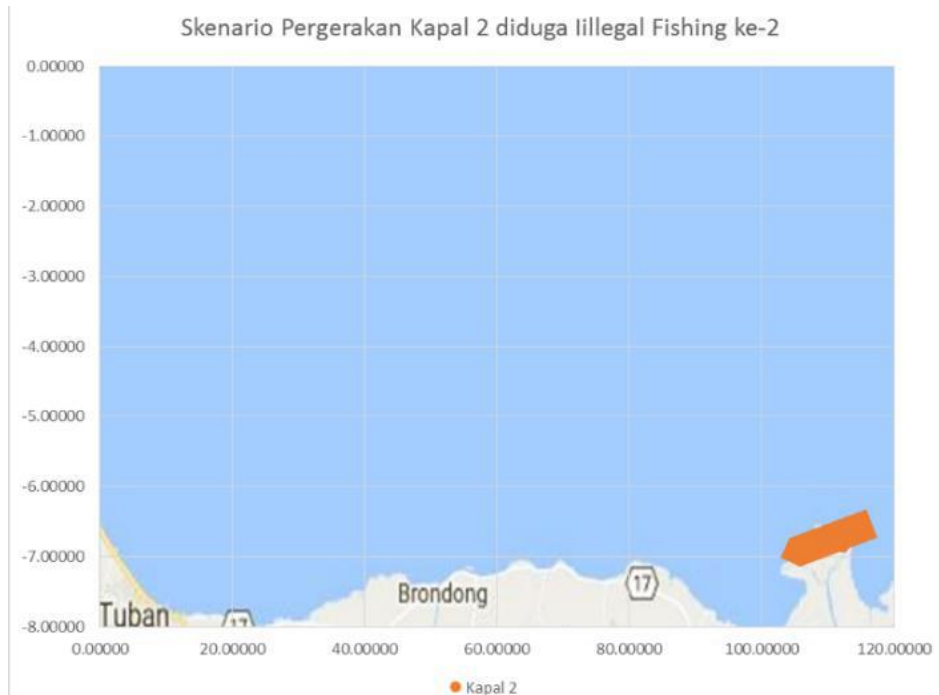 Skenario Pergerakan Kapal 2 diduga Iillegal Fishing ke-2
0.00000
-1.00000
-2.00000
-3.00000
-4.00000
-5.00000
-6.00000
-7.00000
-8.00000
Brondong
17
Tuban
17
0.00000 20.00000 40.00000 60.00000 80.00000 100.00000 120.00000
Kapal 2